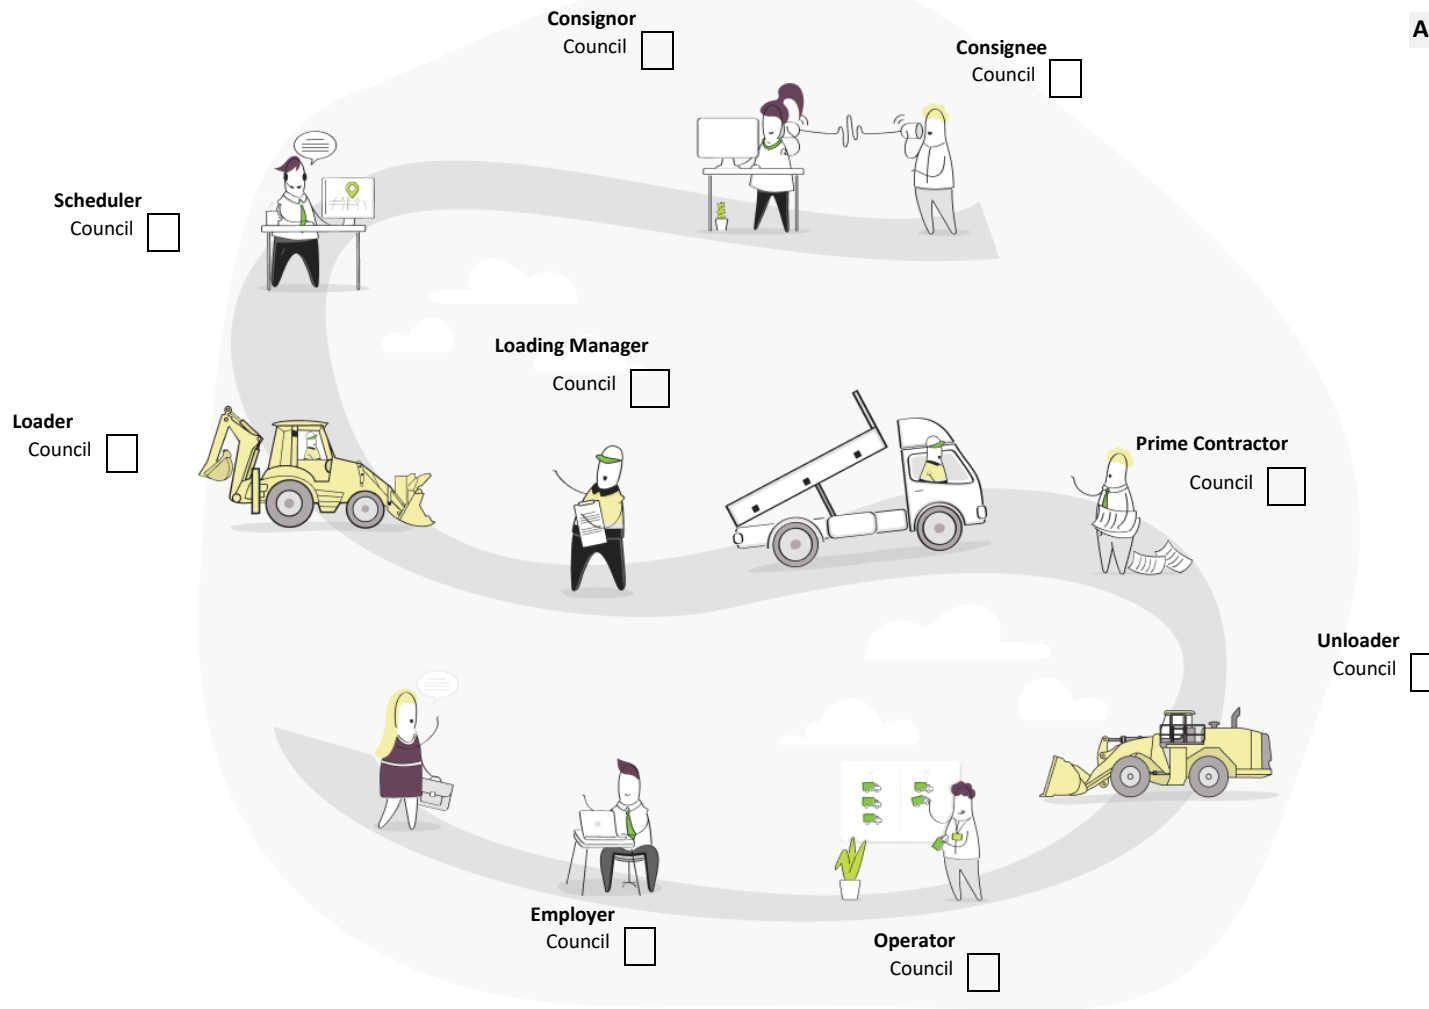 Consignor
Council
Consignee
Council
A
Scheduler
Council
Loading Manager
Council
Loader
Council
Prime Contractor
Council
Unloader
Council
Employer
Council
Operator
Council